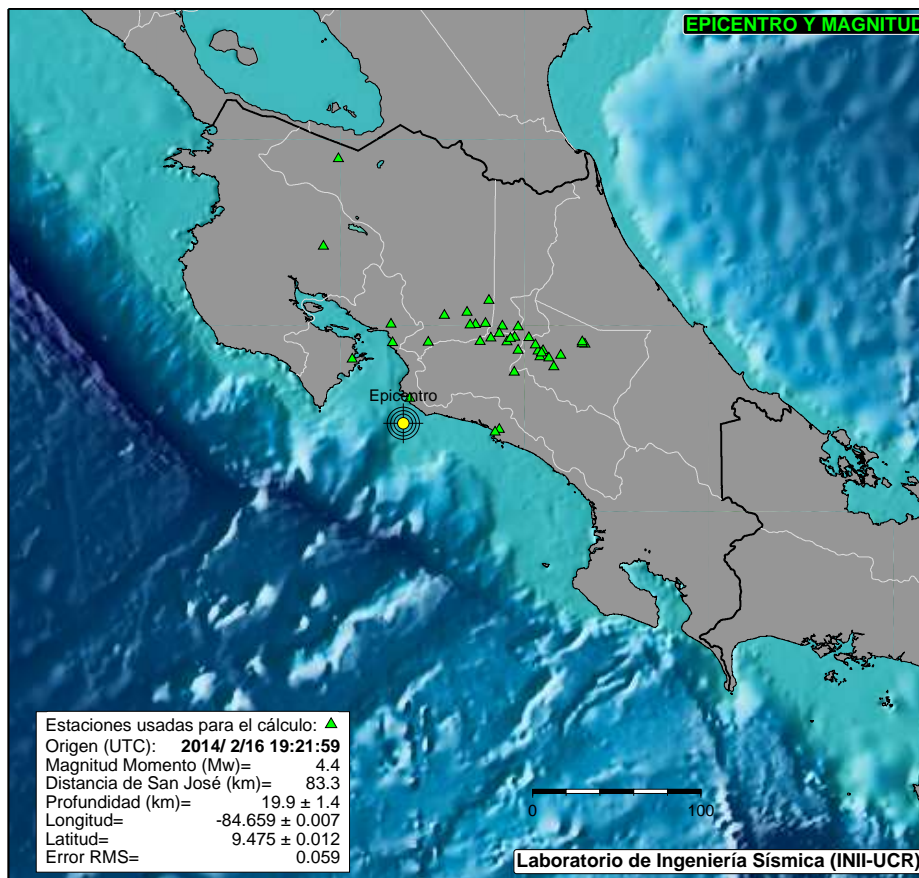 EPICENTRO Y MAGNITUD
Epicentro
Estaciones usadas para el cálculo:
Origen (UTC): 2014/ 2/16 19:21:59
Magnitud Momento (Mw)= 4.4
Distancia de San José (km)= 83.3
Profundidad (km)= 19.9 ± 1.4
Longitud= -84.659 ± 0.007
Latitud= 9.475 ± 0.012
Error RMS= 0.059
0 100
Laboratorio de Ingeniería Sísmica (INII-UCR)